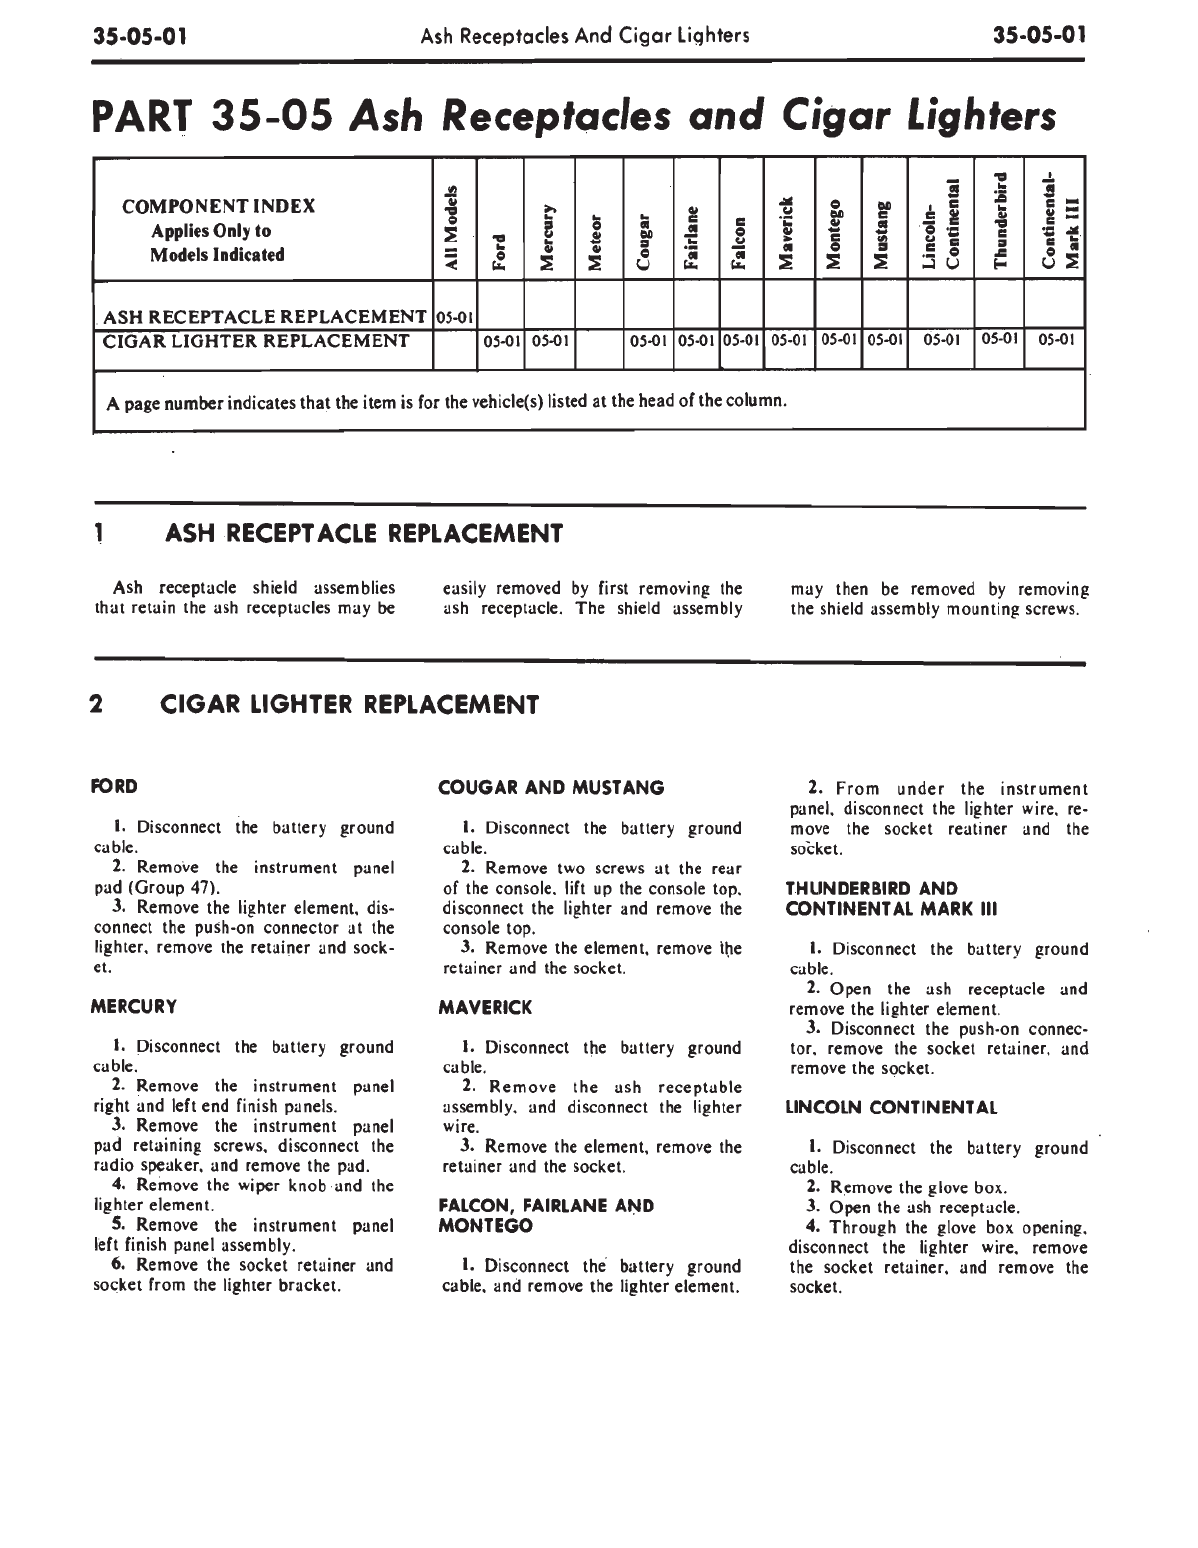 35-05-01 Ash Receptacles And Cigar Lighters 35-05-01
PART 35-05 Ash Receptacles and Cigar Lighters
COMPONENT INDEX
Applies Only to
Models Indicated
All Models
Ford
Mercury
Meteor
Cougar
Fairlane
Falcon
Maverick
Montego
Mustang
Lincoln-
Continental
Thunderbird
Continental-
Mark III
ASH RECEPTACLE REPLACEMENT 05-01
CIGAR LIGHTER REPLACEMENT 05-01 05-01 05-01 05-01 05-01 05-01 05-01 05-01 05-01 05-01 05-01
A page number indicates that the item is for the vehicle(s) listed at the head of the column.
1 ASH RECEPTACLE REPLACEMENT
Ash receptacle shield assemblies
that retain the ash receptacles may be
easily removed by first removing the
ash receptacle. The shield assembly
may then be removed by removing
the shield assembly mounting screws.
2 CIGAR LIGHTER REPLACEMENT
FORD
1. Disconnect the battery ground
cable.
2. Remove the instrument panel
pad (Group 47).
3. Remove the lighter element, dis-
connect the push-on connector at the
lighter, remove the retainer and sock-
et.
MERCURY
1. Disconnect the battery ground
cable.
2. Remove the instrument panel
right and left end finish panels.
3. Remove the instrument panel
pad retaining screws, disconnect the
radio speaker, and remove the pad.
4. Remove the wiper knob and the
lighter element.
5. Remove the instrument panel
left finish panel assembly.
6. Remove the socket retainer and
socket from the lighter bracket.
COUGAR AND MUSTANG
1. Disconnect the battery ground
cable.
2. Remove two screws at the rear
of the console, lift up the console top,
disconnect the lighter and remove the
console top.
3. Remove the element, remove the
retainer and the socket.
MAVERICK
1. Disconnect the battery ground
cable.
2. Remove the ash receptable
assembly, and disconnect the lighter
wire.
3. Remove the element, remove the
retainer and the socket.
FALCON, FAIRLANE AND
MONTEGO
1. Disconnect the battery ground
cable, and remove the lighter element.
2. From under the instrument
panel, disconnect the lighter wire, re-
move the socket reatiner and the
socket.
THUNDERBIRD AND
CONTINENTAL MARK III
1. Disconnect the battery ground
cable.
2. Open the ash receptacle and
remove the lighter element.
3. Disconnect the push-on connec-
tor, remove the socket retainer, and
remove the socket.
LINCOLN CONTINENTAL
1. Disconnect the battery ground
cable.
2. Remove the glove box.
3. Open the ash receptacle.
4. Through the glove box opening,
disconnect the lighter wire, remove
the socket retainer, and remove the
socket.